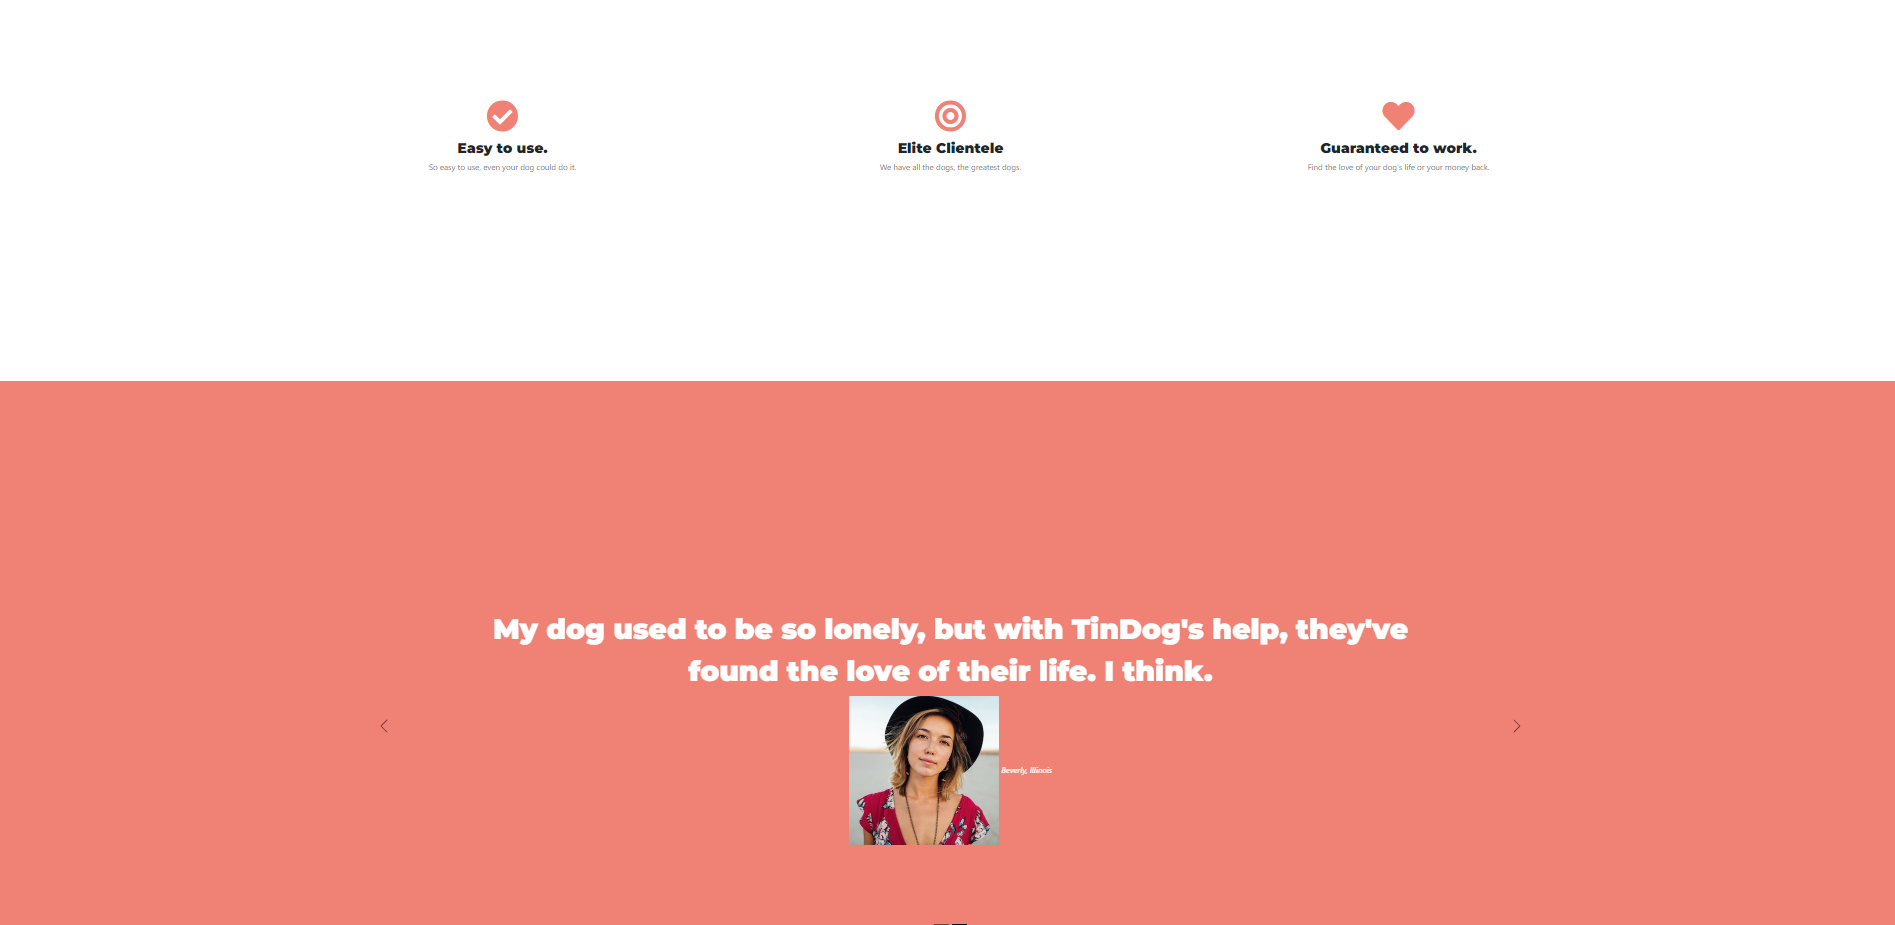 Easy to use.
So easy to use, even your dog could do it.
Elite Clientele
We have all the dogs, the greatest dogs.
Guaranteed to work.
Find the love of your dog's life or your money back.
My dog used to be so lonely, but with TinDog's help, they've
found the love of their life. I think.
Beverly, Illinois